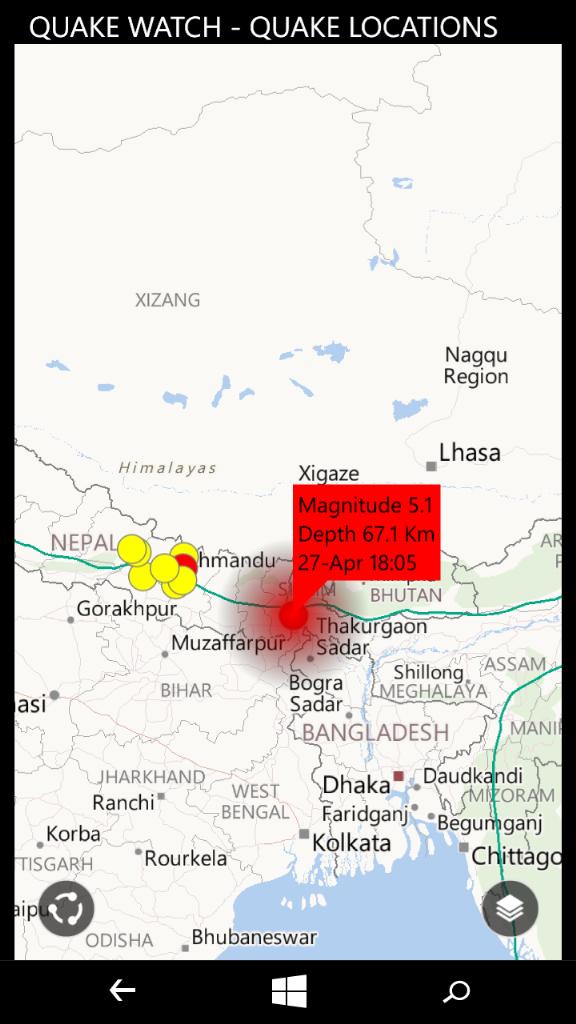 QUAKE WATCH - QUAKE LOCATIONS
XIZANG
Nagqu
Region
Lhasa
Himalayas
Xigaze
Magnitude 5.1
Depth 67.1 Km
27-Apr 18:05
NEPAL
hmandu
AR
BHUTAN
Gorakhpur
Thakurgaon
Sadar
Muzaffarpur
ASSAM
Shillong
MEGHALAYA
BIHAR
Bogra
Sadar
asi
BANGLADESH
MANI
JHARKHAND
Ranchi
WEST
BENGAL
Dhaka
Daudkandi
MIZORAM
Faridganj
Begumganj
Korba
Kolkata
TISGARH
Rourkela
Chittago
aipu
ODISHA
Bhubaneswar